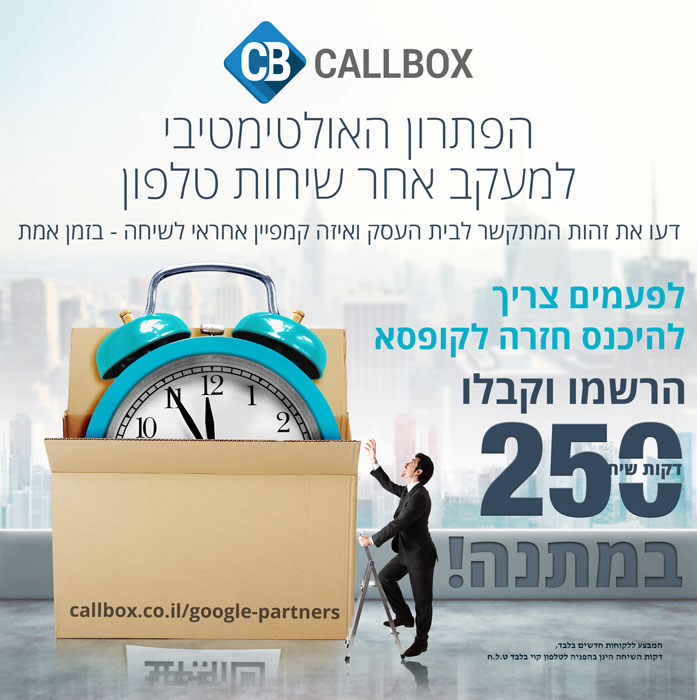 CB CALLBOX
הפתרון האולטימטיבי
למעקב אחר שיחות טלפון
דעו את זהות המתקשר לבית העסק ואיזה קמפיין אחראי לשיחה - בזמן אמת
לפעמים צריך
להיכנס חזרה לקופסא
הרשמו וקבלו
250
דקות שיח
במתנה!
10 11 12 1 2
callbox.co.il/google-partners
המבצע ללקוחות חדשים בלבד,
דקות השיחה הינן בהפניה לטלפון קוי בלבד ט.ל.ח